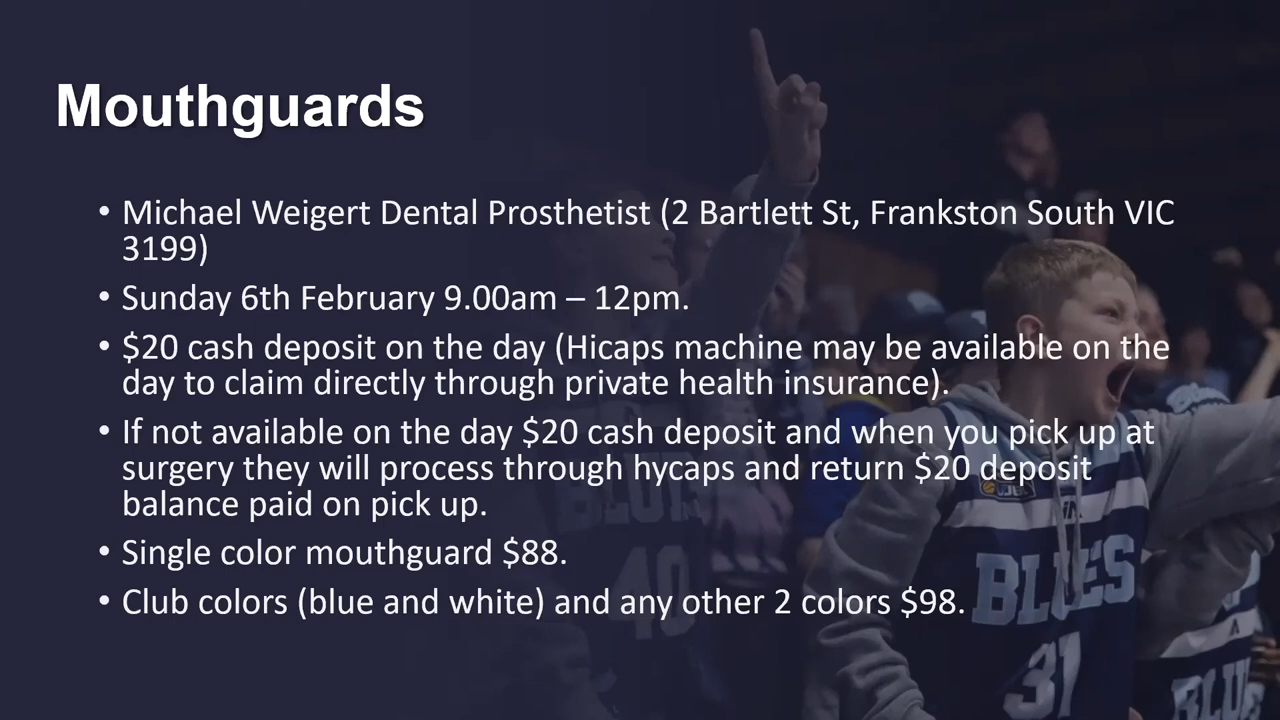 Mouthguards
• Michael Weigert Dental Prosthetist (2 Bartlett St, Frankston South VIC
3199)
• Sunday 6th February 9.00am – 12pm.
• $20 cash deposit on the day (Hicaps machine may be available on the
day to claim directly through private health insurance).
• If not available on the day $20 cash deposit and when you pick up at
surgery they will process through hycaps and return $20 deposit
balance paid on pick up.
• Single color mouthguard $88.
• Club colors (blue and white) and any other 2 colors $98.
BLUES
40
BLUES
31
BLUES